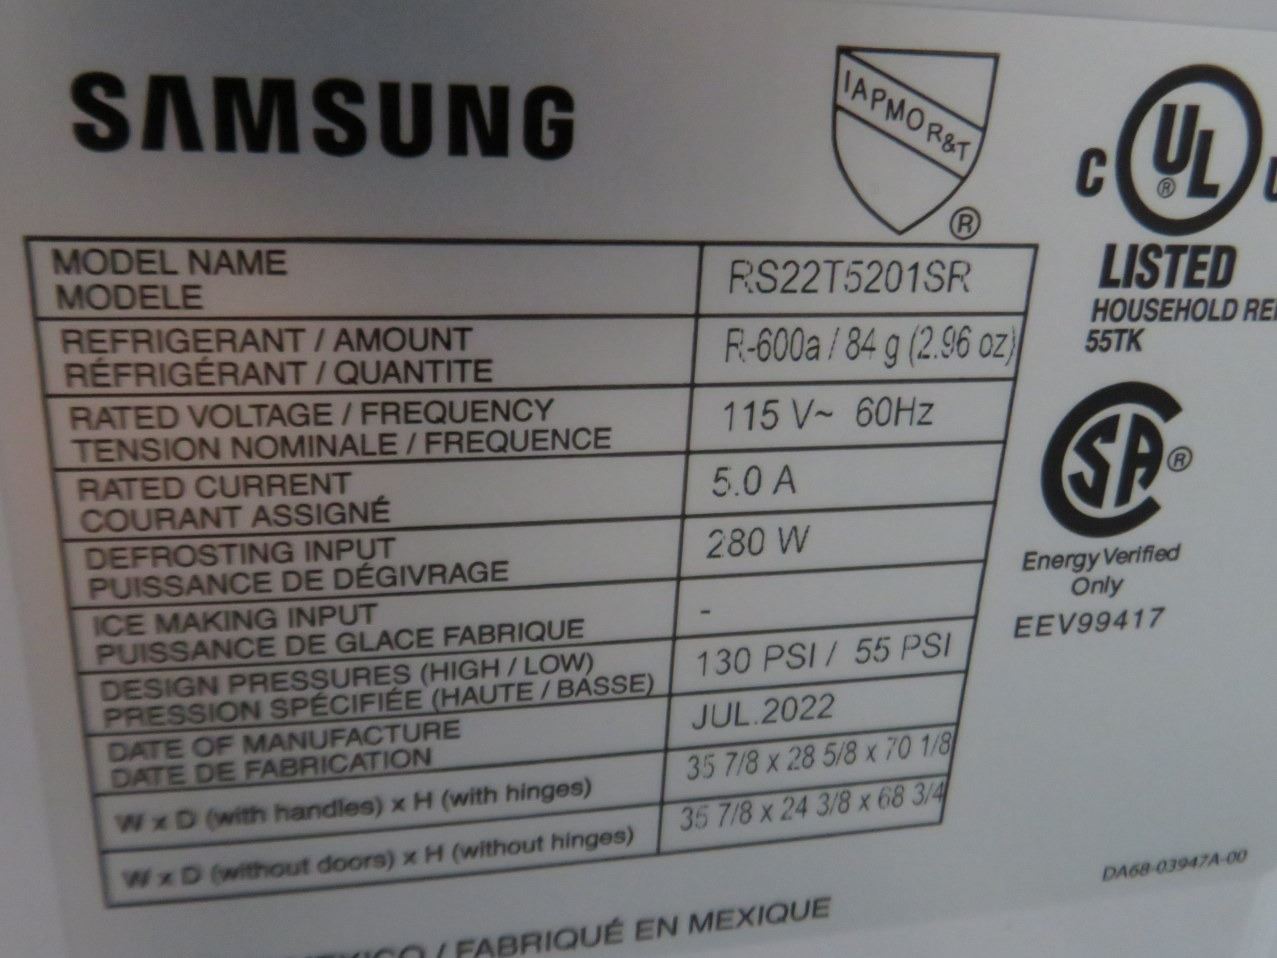 SAMSUNG
IAPMO R&T
®
C UL ®
LISTED
HOUSEHOLD
55TK
MODEL NAME
MODELE
RS22T5201SR
REFRIGERANT / AMOUNT
RÉFRIGÉRANT / QUANTITE
R-600a / 84 g (2.96 oz)
RATED VOLTAGE / FREQUENCY
TENSION NOMINALE / FREQUENCE
115 V~ 60Hz
RATED CURRENT
COURANT ASSIGNÉ
5.0 A
DEFROSTING INPUT
PUISSANCE DE DÉGIVRAGE
280 W
ICE MAKING INPUT
PUISSANCE DE GLACE FABRIQUE
-
DESIGN PRESSURES (HIGH / LOW)
PRESSION SPÉCIFIÉE (HAUTE / BASSE)
130 PSI / 55 PSI
DATE OF MANUFACTURE
DATE DE FABRICATION
JUL.2022
W x D (with handles) x H (with hinges)
35 7/8 x 28 5/8 x 70 1/8
W x D (without doors) x H (without hinges)
35 7/8 x 24 3/8 x 68 3/4
SA ®
Energy Verified
Only
EEV99417
DA68-03947A-00
/ FABRIQUÉ EN MEXIQUE